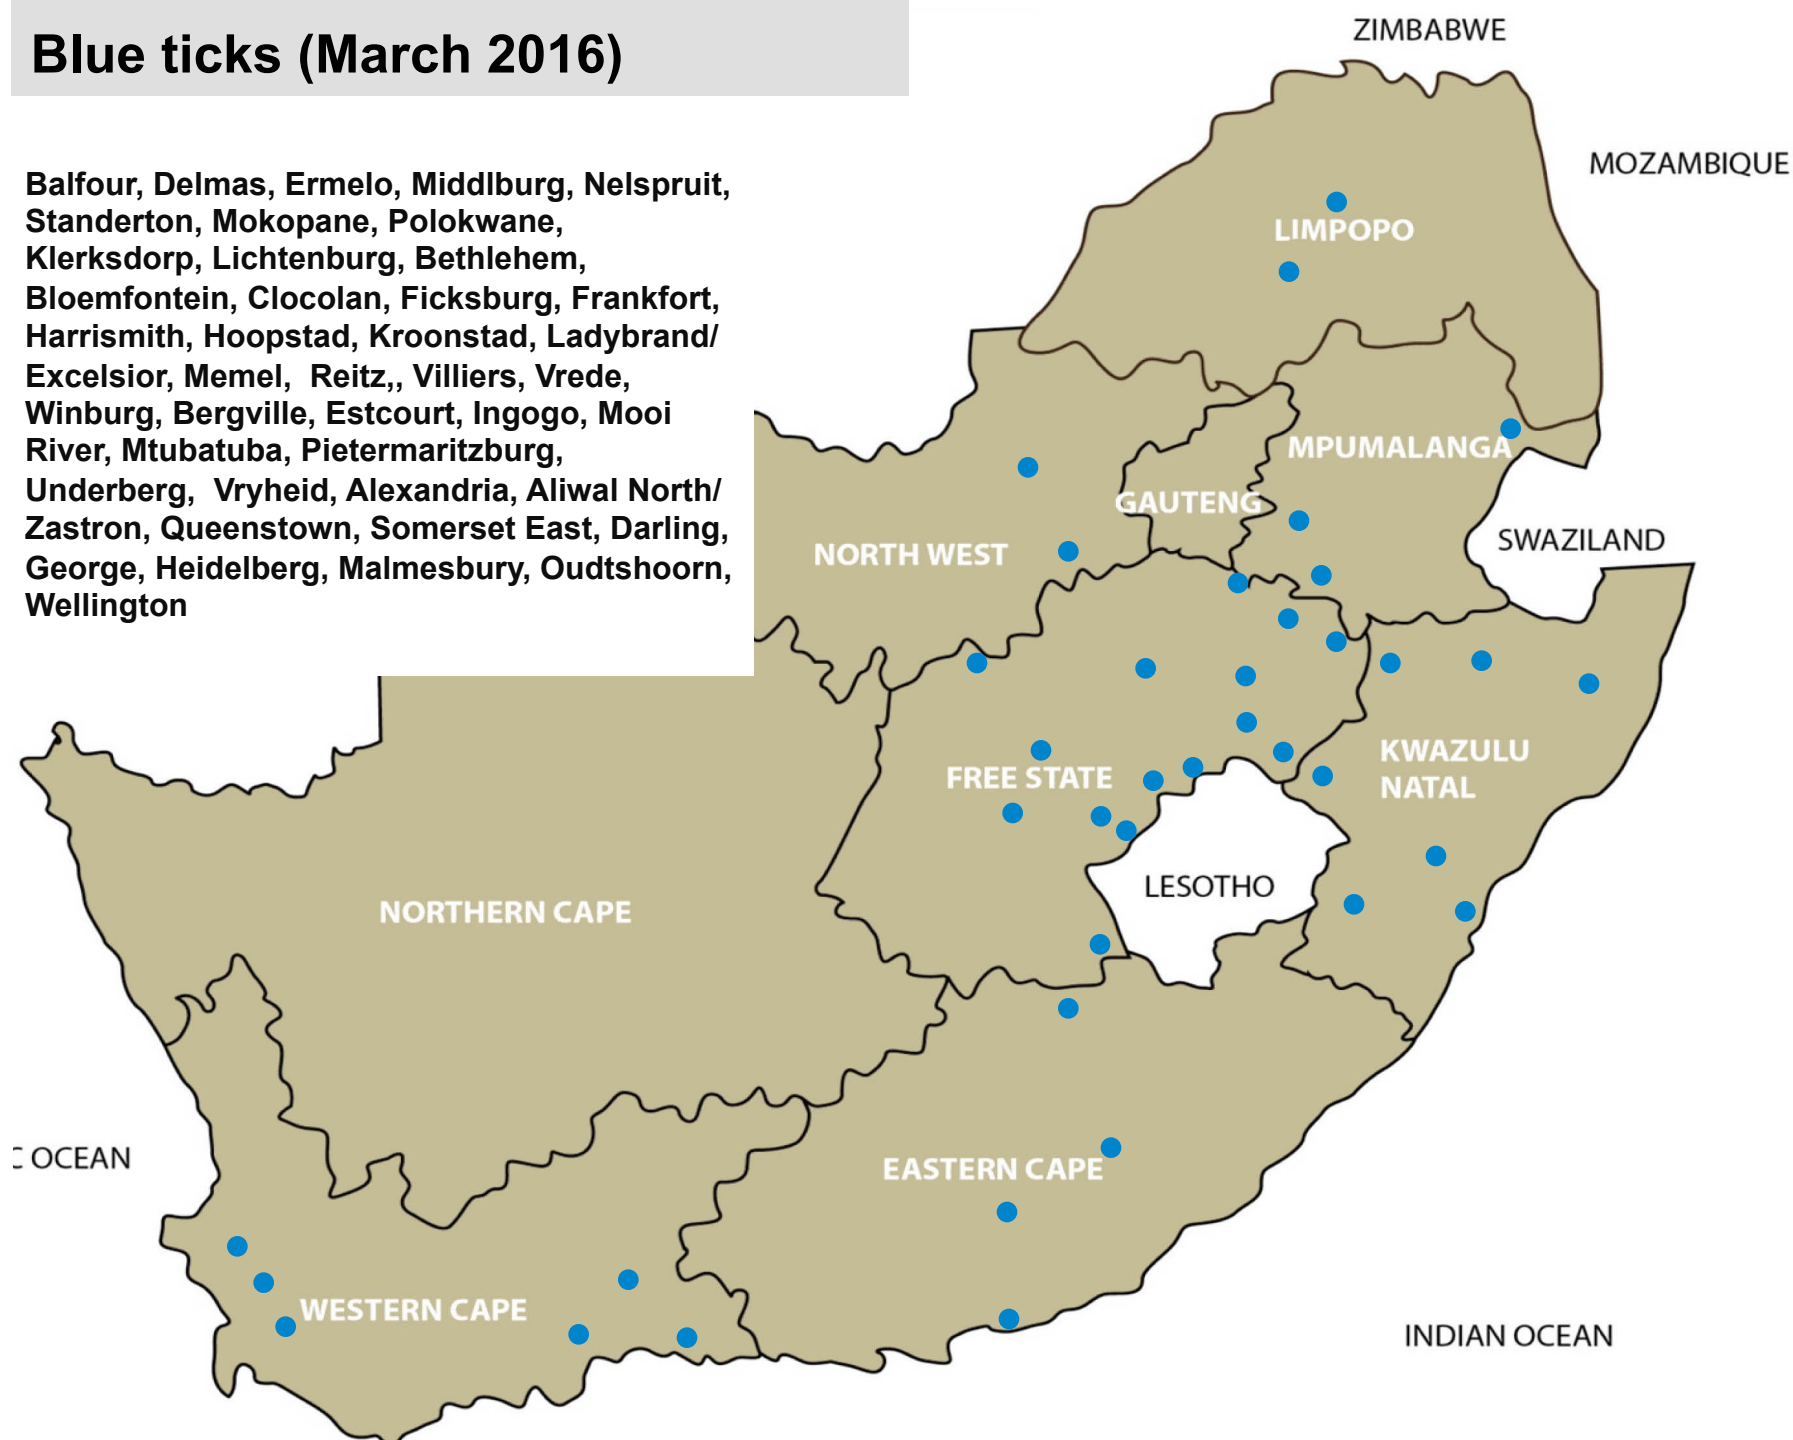 Blue ticks (March 2016)
Balfour, Delmas, Ermelo, Middlburg, Nelspruit,
Standerton, Mokopane, Polokwane,
Klerksdorp, Lichtenburg, Bethlehem,
Bloemfontein, Clocolan, Ficksburg, Frankfort,
Harrismith, Hoopstad, Kroonstad, Ladybrand/
Excelsior, Memel,  Reitz,, Villiers, Vrede,
Winburg, Bergville, Estcourt, Ingogo, Mooi
River, Mtubatuba, Pietermaritzburg,
Underberg,  Vryheid, Alexandria, Aliwal North/
Zastron, Queenstown, Somerset East, Darling,
George, Heidelberg, Malmesbury, Oudtshoorn,
Wellington
ZIMBABWE
MOZAMBIQUE
LIMPOPO
MPUMALANGA
GAUTENG
SWAZILAND
NORTH WEST
KWAZULU
NATAL
FREE STATE
LESOTHO
NORTHERN CAPE
C OCEAN
EASTERN CAPE
WESTERN CAPE
INDIAN OCEAN